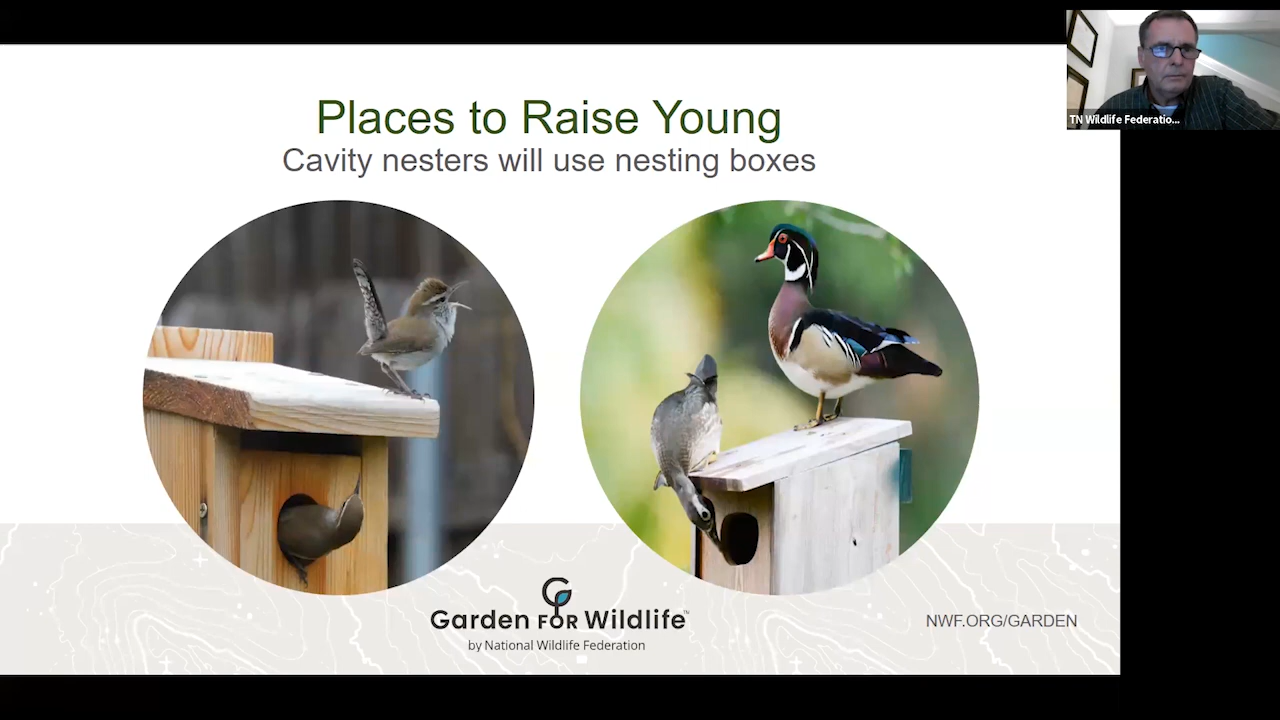 Places to Raise Young
Cavity nesters will use nesting boxes
TN Wildlife Federatio...
Garden FOR Wildlife™
by National Wildlife Federation
NWF.ORG/GARDEN